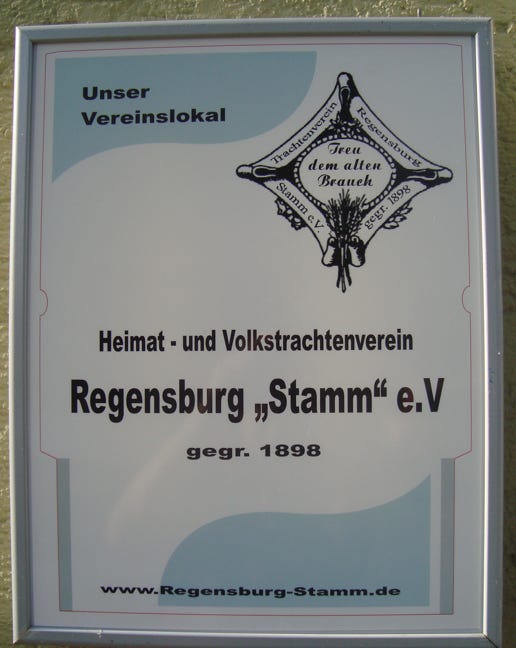 Unser
Vereinslokal
Trachtenverein
Regensburg
Treu
dem alten
Brauch
Stamm e.V.
gegr. 1898
Heimat - und Volkstrachtenverein
Regensburg „Stamm“ e.V
gegr. 1898
www.Regensburg-Stamm.de